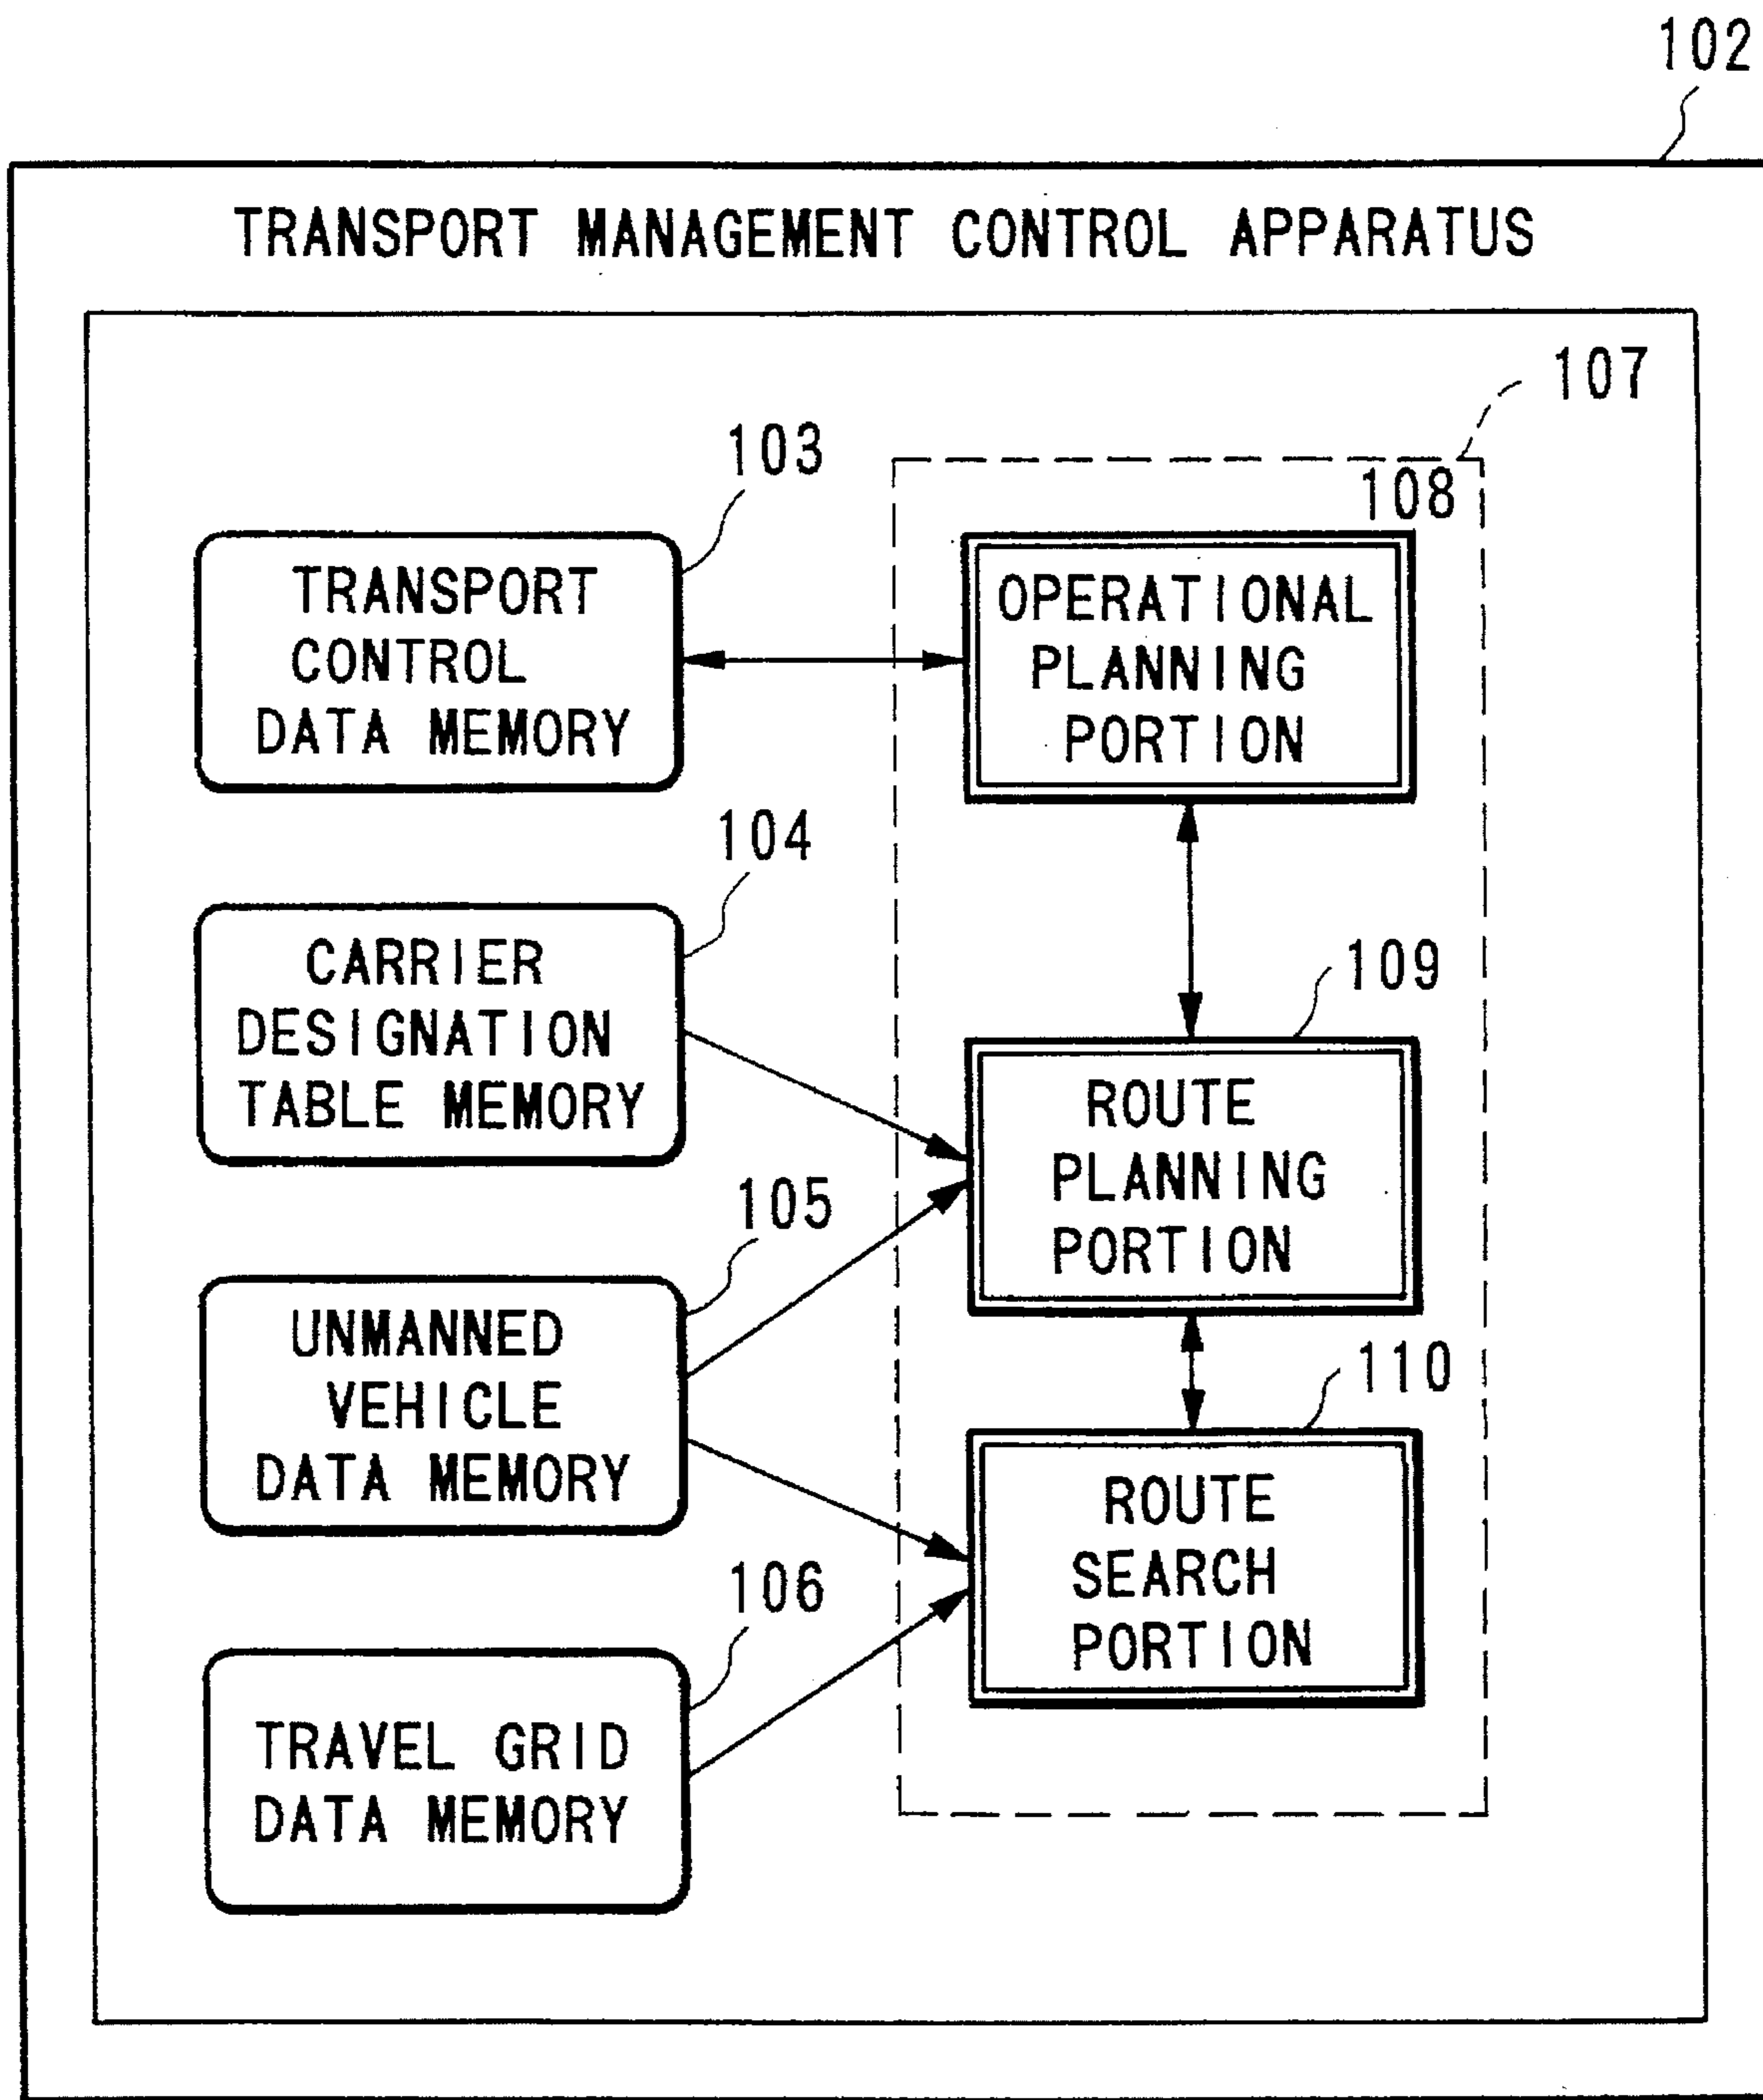 102
TRANSPORT MANAGEMENT CONTROL APPARATUS
107
103
108
TRANSPORT
CONTROL
DATA MEMORY
OPERATIONAL
PLANNING
PORTION
104
CARRIER
DESIGNATION
TABLE MEMORY
109
ROUTE
PLANNING
PORTION
105
UNMANNED
VEHICLE
DATA MEMORY
110
ROUTE
SEARCH
PORTION
106
TRAVEL GRID
DATA MEMORY